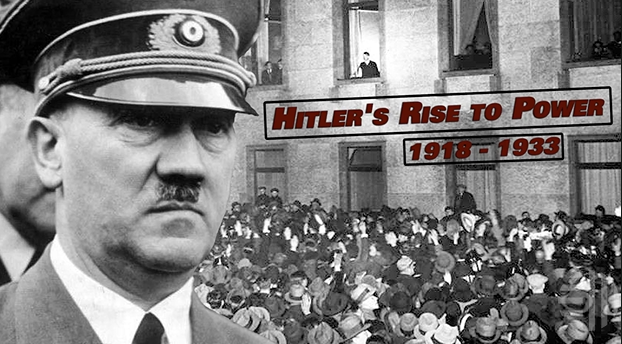 HITLER'S RISE TO POWER
1918 - 1933